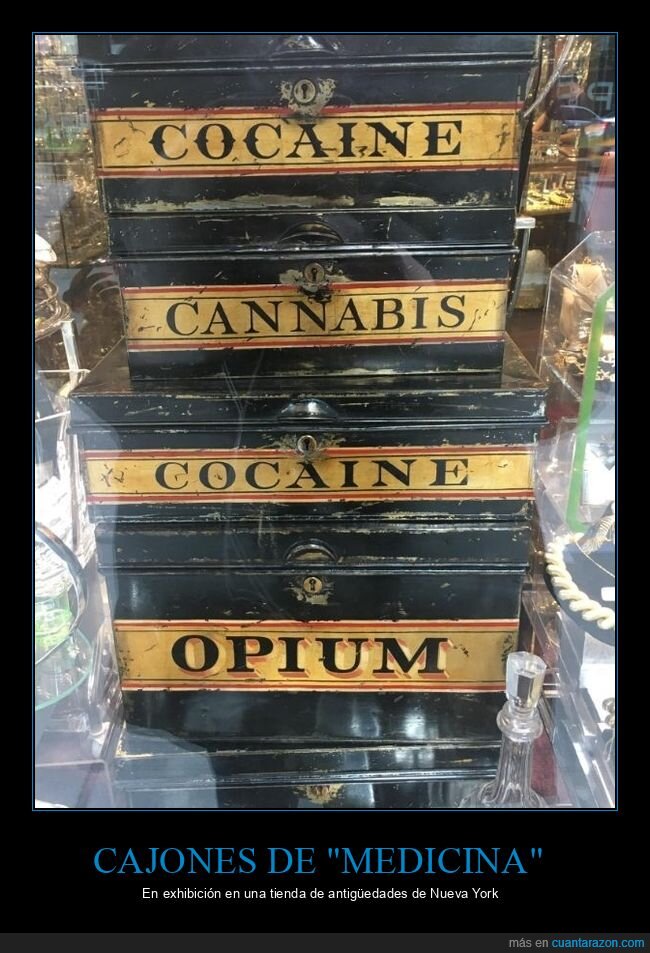 COCAINE
CANNABIS
COCAINE
OPIUM
CAJONES DE "MEDICINA"
En exhibición en una tienda de antigüedades de Nueva York
más en cuantarazon.com